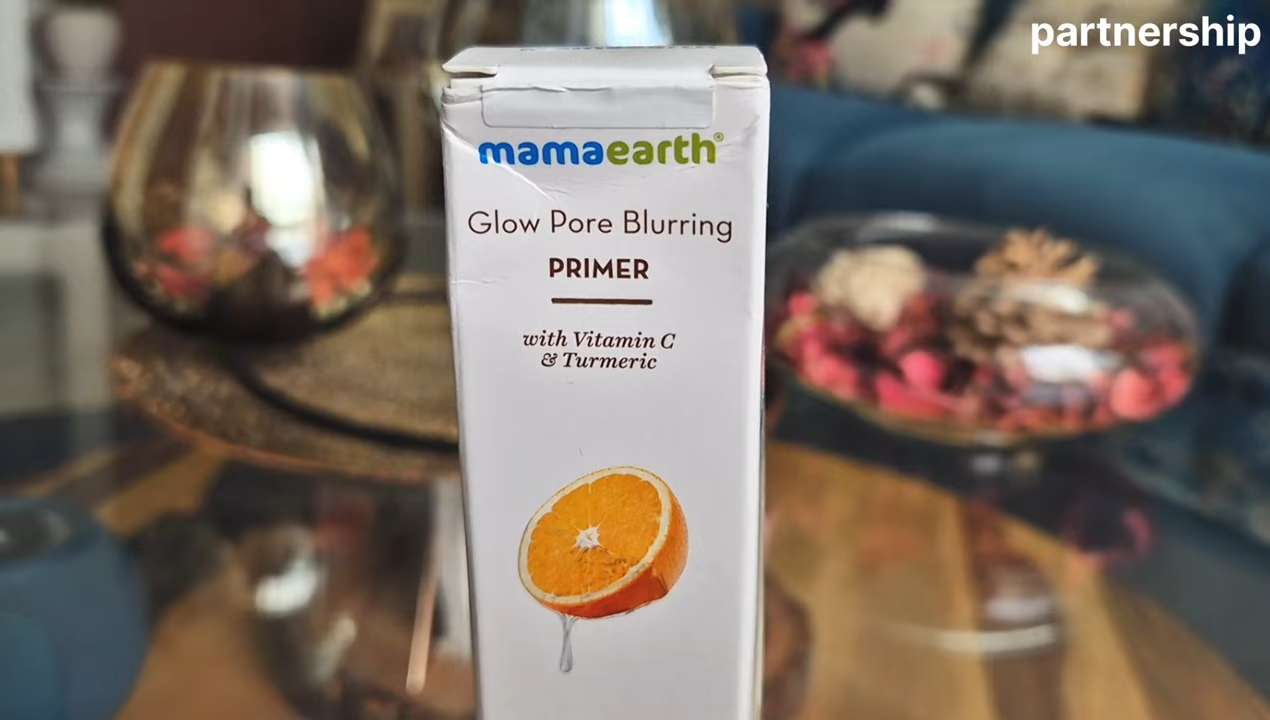 partnership
mamaearth®
Glow Pore Blurring
PRIMER
with Vitamin C
& Turmeric